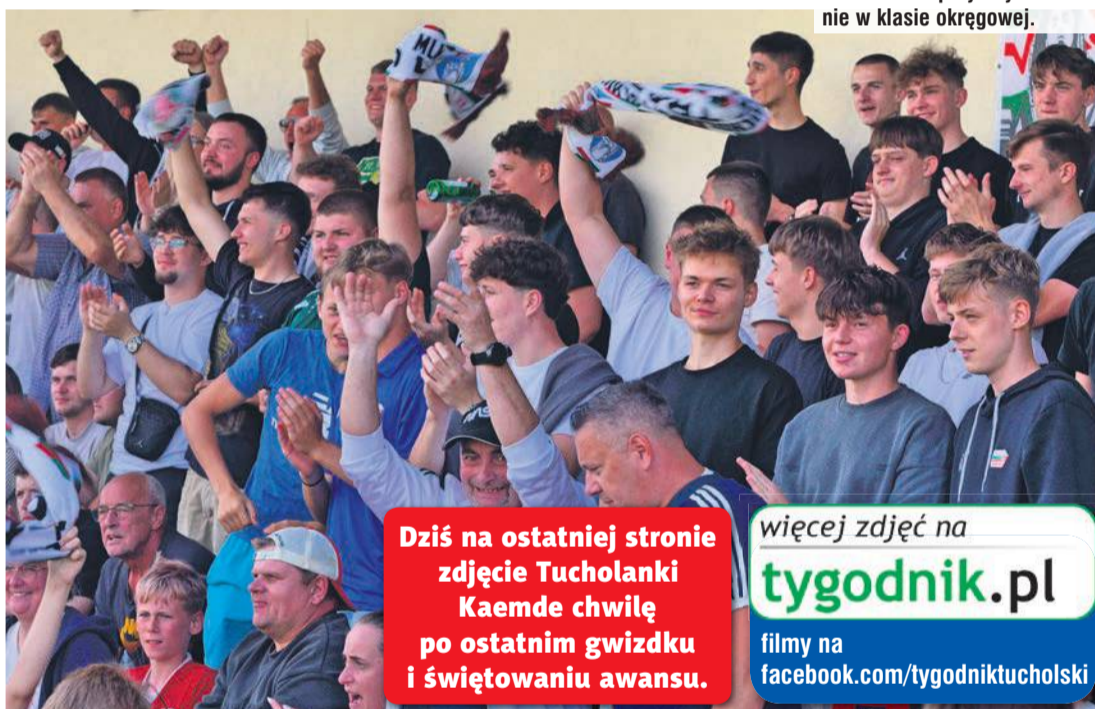 nie w klasie okręgowej.
MU
Dziś na ostatniej stronie
zdjęcie Tucholanki
Kaemde chwilę
po ostatnim gwizdku
i świętowaniu awansu.
więcej zdjęć na
tygodnik.pl
filmy na
facebook.com/tygodniktucholski